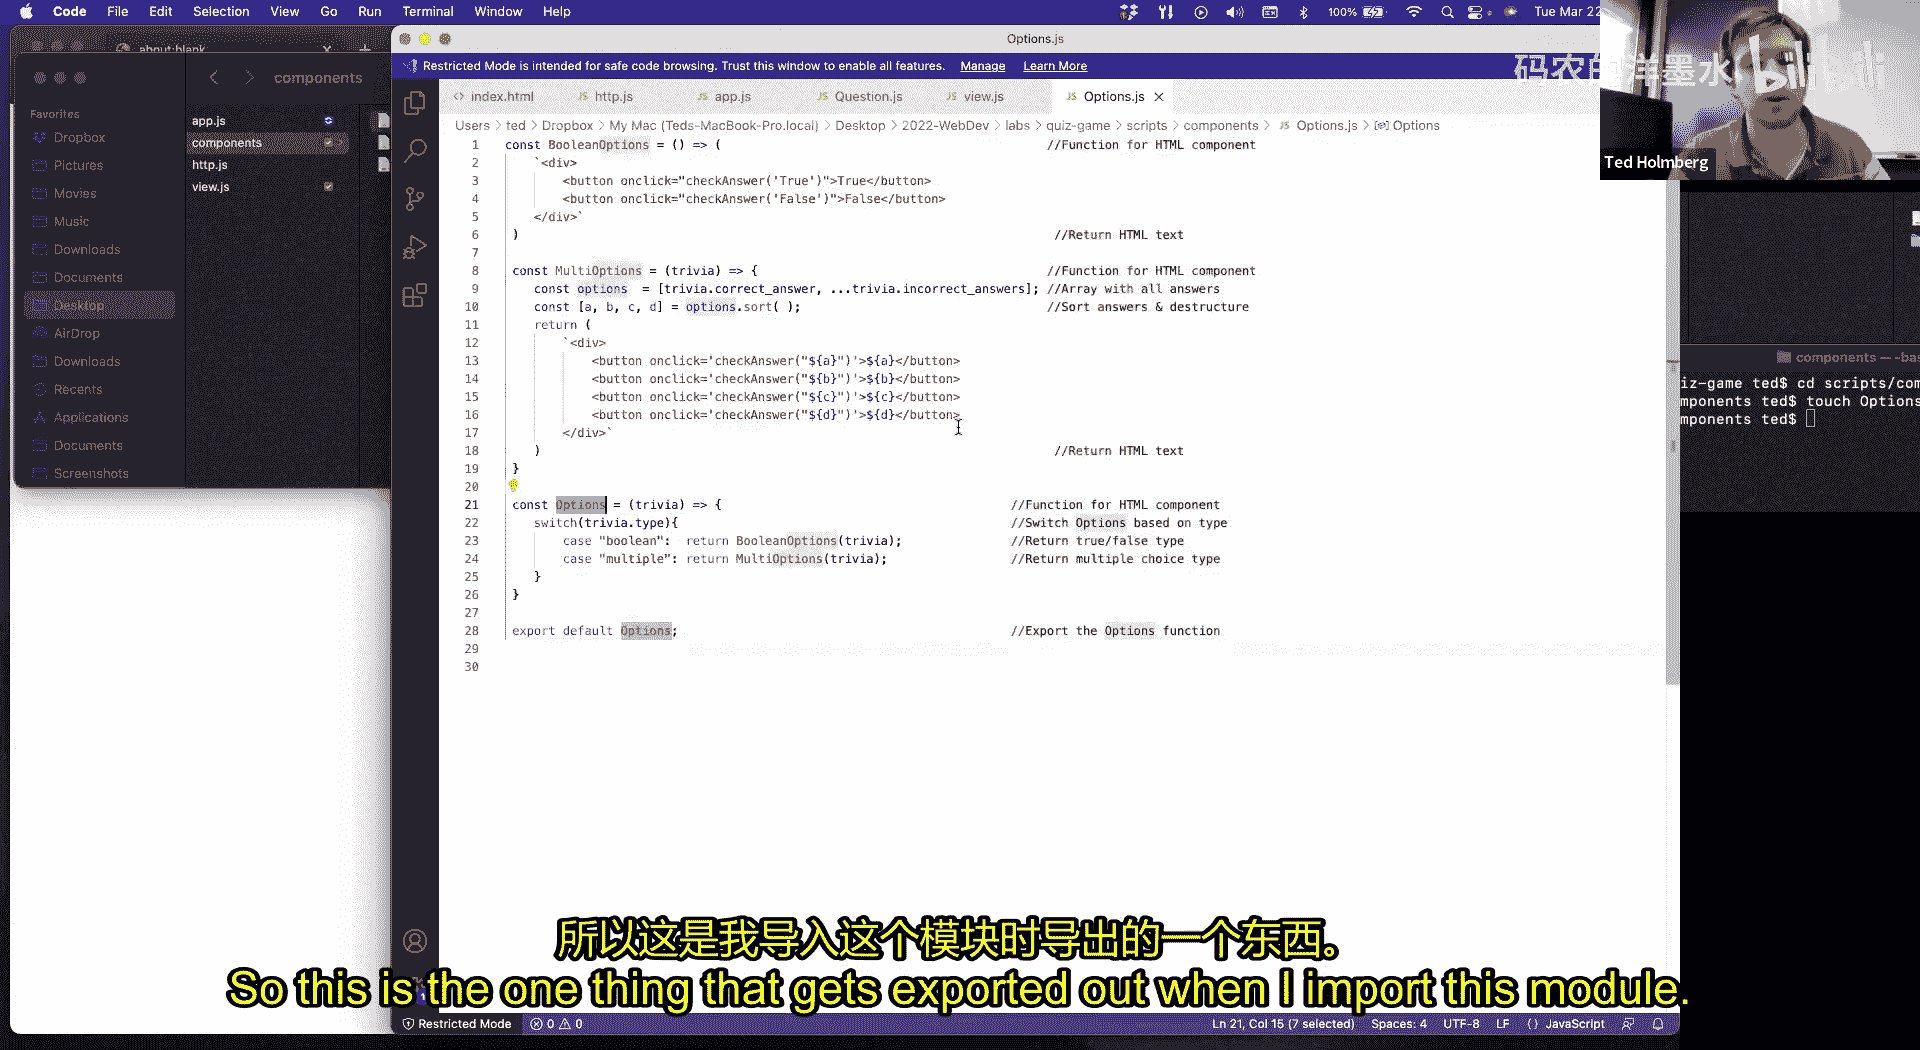 Code File Edit Selection View Go Run Terminal Window Help
100% Tue Mar 22
about:blank
Options.js
components
Restricted Mode is intended for safe code browsing. Trust this window to enable all features. Manage Learn More
码农的洋墨水 bilibili
Ted Holmberg
Favorites
Dropbox
Pictures
Movies
Music
Downloads
Documents
Desktop
AirDrop
Downloads
Recents
Applications
Documents
Screenshots
app.js
components
http.js
view.js
index.html http.js app.js Question.js view.js Options.js
Users > ted > Dropbox > My Mac (Teds-MacBook-Pro.local) > Desktop > 2022-WebDev > labs > quiz-game > scripts > components > Options.js > Options
1 const BooleanOptions = () => ( //Function for HTML component
2 `<div>
3 <button onclick="checkAnswer('True')">True</button>
4 <button onclick="checkAnswer('False')">False</button>
5 </div>`
6 ) //Return HTML text
7
8 const MultiOptions = (trivia) => { //Function for HTML component
9 const options = [trivia.correct_answer, ...trivia.incorrect_answers]; //Array with all answers
10 const [a, b, c, d] = options.sort( ); //Sort answers & destructure
11 return (
12 `<div>
13 <button onclick='checkAnswer("${a}")'>${a}</button>
14 <button onclick='checkAnswer("${b}")'>${b}</button>
15 <button onclick='checkAnswer("${c}")'>${c}</button>
16 <button onclick='checkAnswer("${d}")'>${d}</button>
17 </div>`
18 ) //Return HTML text
19 }
20
21 const Options = (trivia) => { //Function for HTML component
22 switch(trivia.type){ //Switch Options based on type
23 case "boolean": return BooleanOptions(trivia); //Return true/false type
24 case "multiple": return MultiOptions(trivia); //Return multiple choice type
25 }
26 }
27
28 export default Options; //Export the Options function
29
30
components — -bas
iz-game ted$ cd scripts/com
mponents ted$ touch Options
mponents ted$
所以这是我导入这个模块时导出的一个东西。
So this is the one thing that gets exported out when I import this module.
Restricted Mode 0 0 Ln 21, Col 15 (7 selected) Spaces: 4 UTF-8 LF {} JavaScript